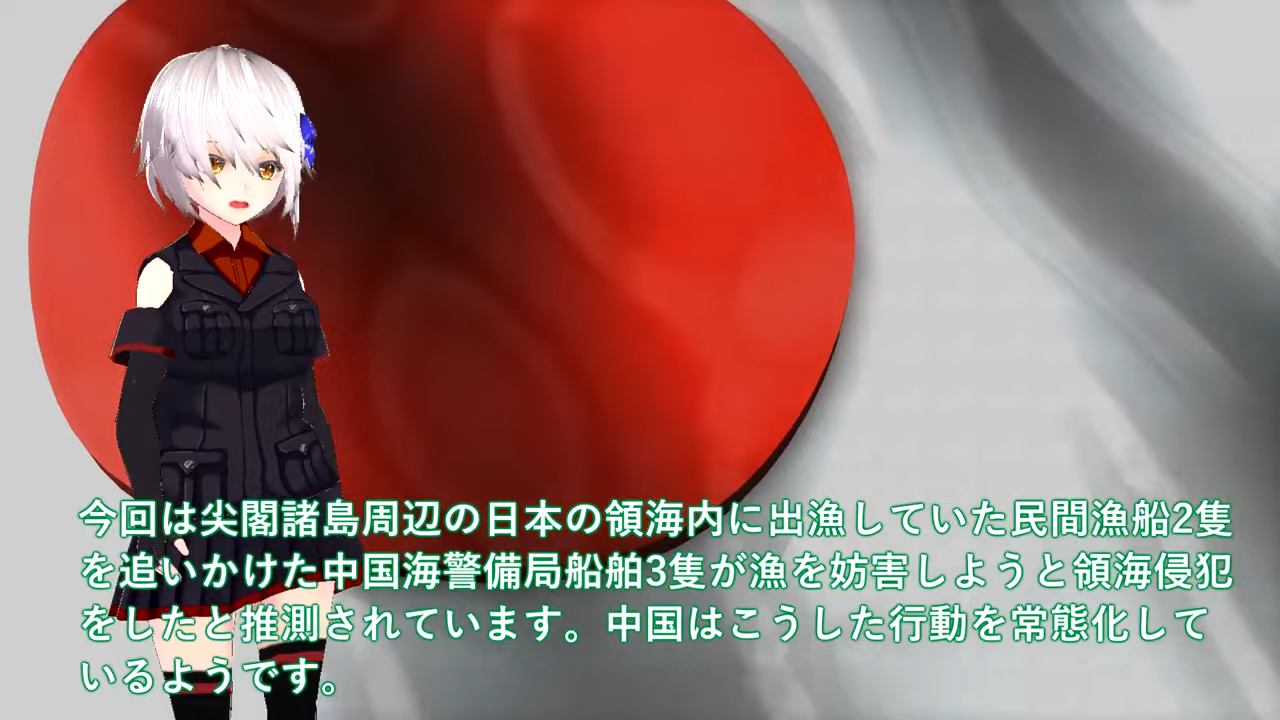 今回は尖閣諸島周辺の日本の領海内に出漁していた民間漁船2隻
を追いかけた中国海警備局船舶3隻が漁を妨害しようと領海侵犯
をしたと推測されています。中国はこうした行動を常態化して
いるようです。